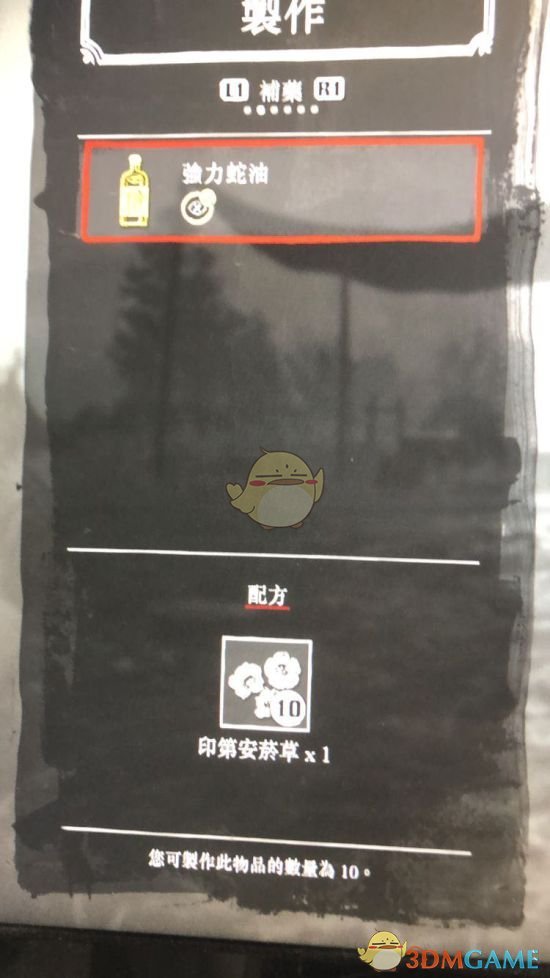 製作
L1 補藥 R1
強力蛇油
配方
10
印第安菸草 x 1
您可製作此物品的數量為 10。
3DMGAME